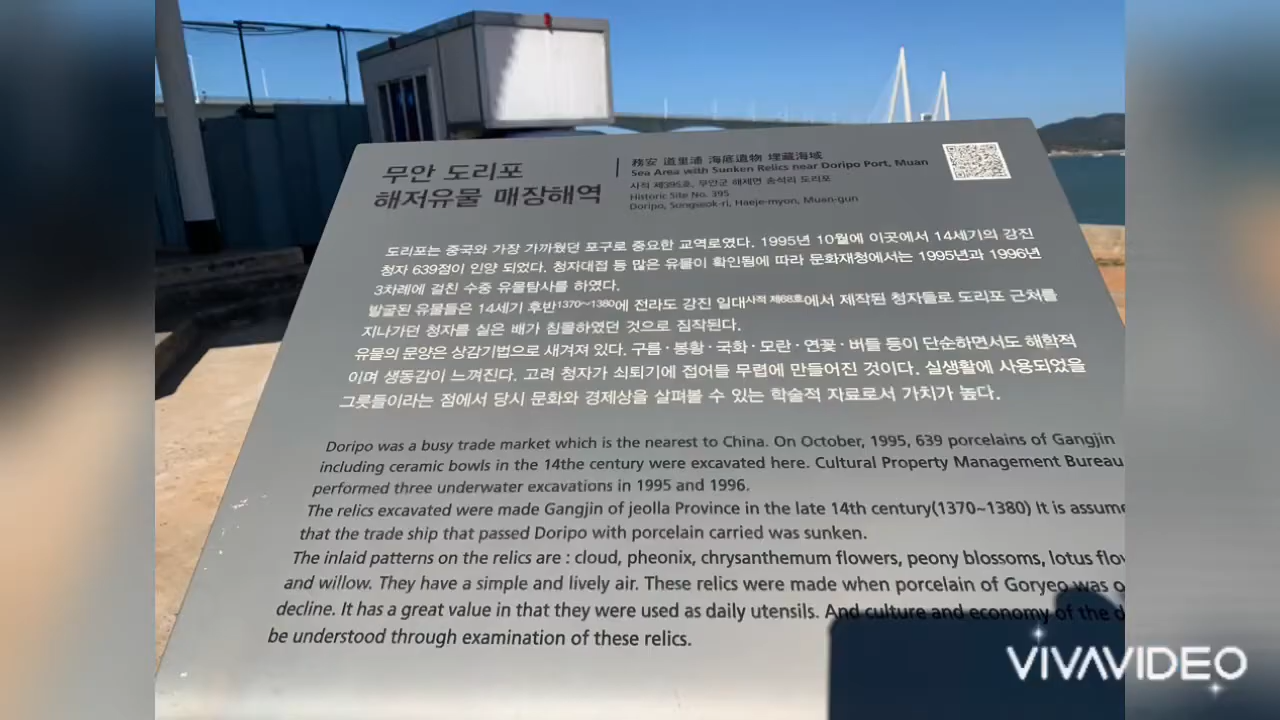 무안 도리포
해저유물 매장해역
務安 道里浦 海底遺物 埋藏海域
Sea Area with Sunken Relics near Doripo Port, Muan
사적 제395호, 무안군 해제면 송석리 도리포
Historic Site No. 395
Doripo, Songseok-ri, Haeje-myon, Muan-gun
도리포는 중국와 가장 가까웠던 포구로 중요한 교역로였다. 1995년 10월에 이곳에서 14세기의 강진
청자 639점이 인양 되었다. 청자대접 등 많은 유물이 확인됨에 따라 문화재청에서는 1995년과 1996년
3차례에 걸친 수중 유물탐사를 하였다.
발굴된 유물들은 14세기 후반1370~1380에 전라도 강진 일대사적 제68호에서 제작된 청자들로 도리포 근처를
지나가던 청자를 실은 배가 침몰하였던 것으로 짐작된다.
유물의 문양은 상감기법으로 새겨져 있다. 구름·봉황·국화·모란·연꽃·버들 등이 단순하면서도 해학적
이며 생동감이 느껴진다. 고려 청자가 쇠퇴기에 접어들 무렵에 만들어진 것이다. 실생활에 사용되었을
그릇들이라는 점에서 당시 문화와 경제상을 살펴볼 수 있는 학술적 자료로서 가치가 높다.
Doripo was a busy trade market which is the nearest to China. On October, 1995, 639 porcelains of Gangjin
including ceramic bowls in the 14the century were excavated here. Cultural Property Management Bureau
performed three underwater excavations in 1995 and 1996.
The relics excavated were made Gangjin of jeolla Province in the late 14th century(1370~1380) It is assume
that the trade ship that passed Doripo with porcelain carried was sunken.
The inlaid patterns on the relics are : cloud, pheonix, chrysanthemum flowers, peony blossoms, lotus flow
and willow. They have a simple and lively air. These relics were made when porcelain of Goryeo was o
decline. It has a great value in that they were used as daily utensils. And culture and economy of the d
be understood through examination of these relics.
VIVAVIDEO